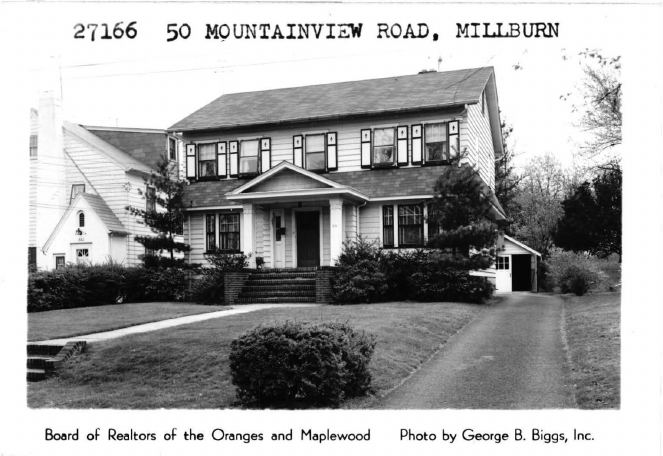 27166 50 MOUNTAINVIEW ROAD, MILLBURN
Board of Realtors of the Oranges and Maplewood Photo by George B. Biggs, Inc.